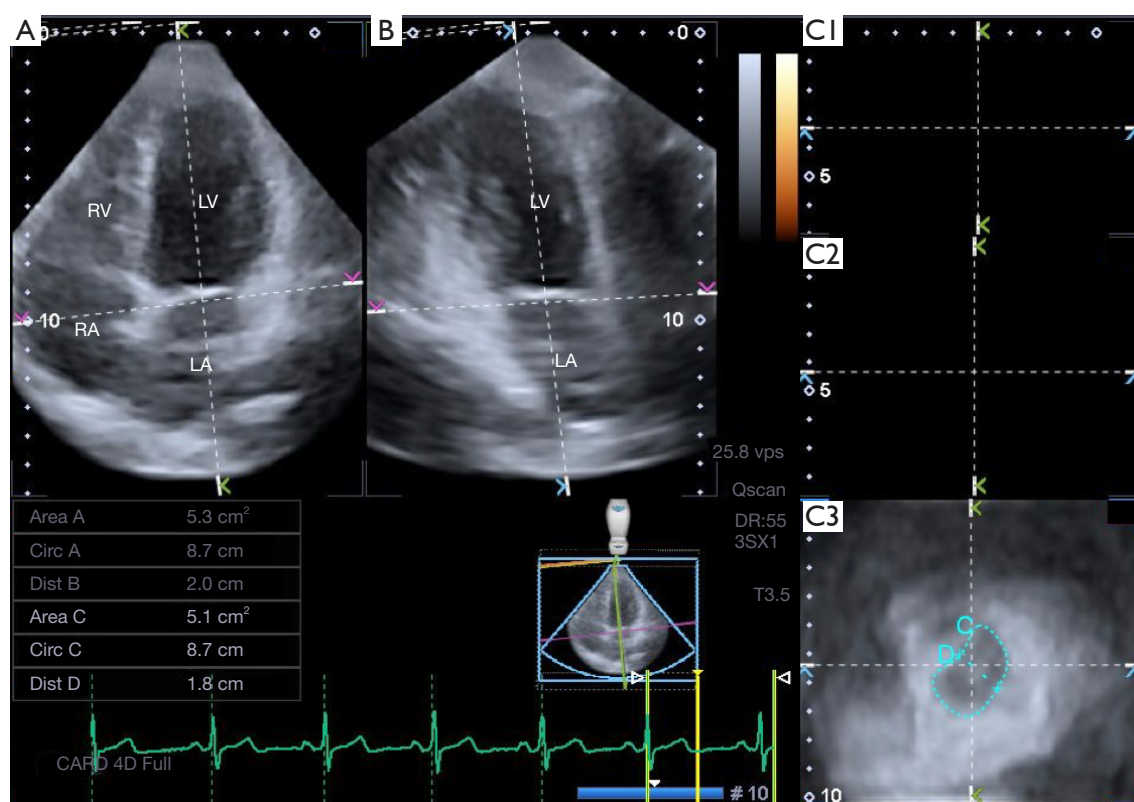 A
0
RV
LV
10
RA
LA
B
0
LV
10
LA
C1
5
C2
5
C3
C
D
10
25.8 vps
Qscan
DR:55
3SX1
T3.5
Area A 5.3 cm²
Circ A 8.7 cm
Dist B 2.0 cm
Area C 5.1 cm²
Circ C 8.7 cm
Dist D 1.8 cm
CARD 4D Full
#10